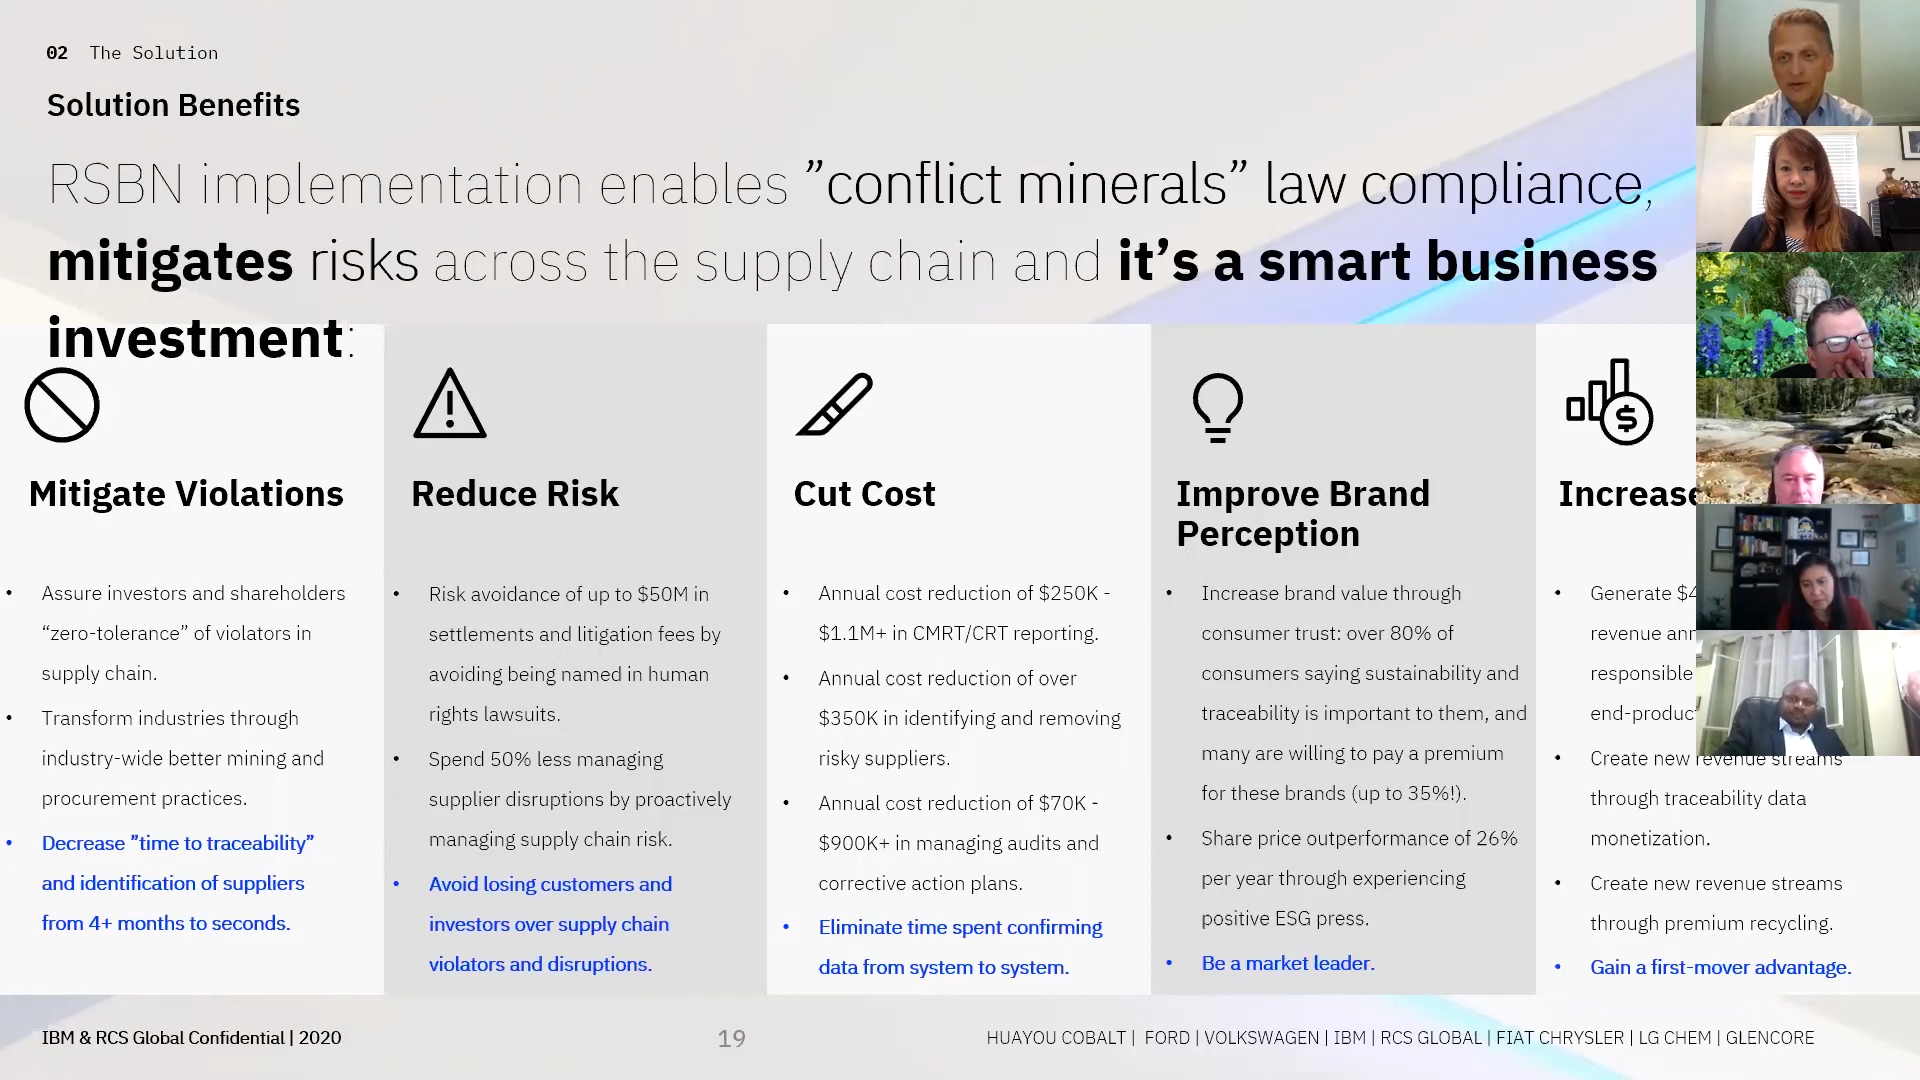 02 The Solution
Solution Benefits
RSBN implementation enables ”conflict minerals” law compliance,
mitigates risks across the supply chain and it’s a smart business
investment:
Mitigate Violations
• Assure investors and shareholders
“zero-tolerance” of violators in
supply chain.
• Transform industries through
industry-wide better mining and
procurement practices.
• Decrease ”time to traceability”
and identification of suppliers
from 4+ months to seconds.
Reduce Risk
• Risk avoidance of up to $50M in
settlements and litigation fees by
avoiding being named in human
rights lawsuits.
• Spend 50% less managing
supplier disruptions by proactively
managing supply chain risk.
• Avoid losing customers and
investors over supply chain
violators and disruptions.
Cut Cost
• Annual cost reduction of $250K -
$1.1M+ in CMRT/CRT reporting.
• Annual cost reduction of over
$350K in identifying and removing
risky suppliers.
• Annual cost reduction of $70K -
$900K+ in managing audits and
corrective action plans.
• Eliminate time spent confirming
data from system to system.
Improve Brand
Perception
• Increase brand value through
consumer trust: over 80% of
consumers saying sustainability and
traceability is important to them, and
many are willing to pay a premium
for these brands (up to 35%!).
• Share price outperformance of 26%
per year through experiencing
positive ESG press.
• Be a market leader.
Increase
• Generate
revenue
responsible
• Create new revenue streams
through traceability data
monetization.
• Create new revenue streams
through premium recycling.
• Gain a first-mover advantage.
IBM & RCS Global Confidential | 2020
19
HUAYOU COBALT | FORD | VOLKSWAGEN | IBM | RCS GLOBAL | FIAT CHRYSLER | LG CHEM | GLENCORE